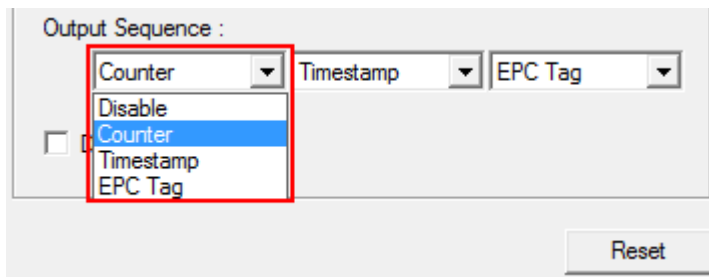 Output Sequence :
Counter Timestamp EPC Tag
Disable
Counter
Timestamp
EPC Tag
Reset